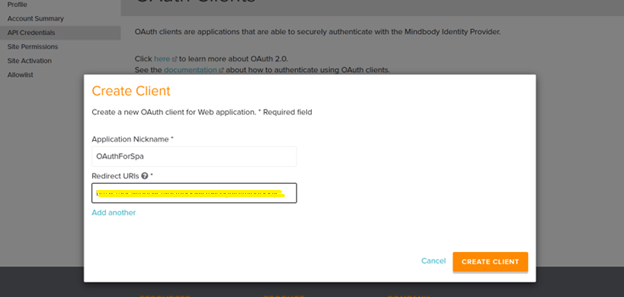 OAuth Clients
Profile
Account Summary
API Credentials
Site Permissions
Site Activation
Allowlist
OAuth clients are applications that are able to securely authenticate with the Mindbody Identity Provider.
Click here to learn more about OAuth 2.0.
See the documentation about how to authenticate using OAuth clients.
Create Client
Create a new OAuth client for Web application. * Required field
Application Nickname *
OAuthForSpa
Redirect URIs *
Add another
Cancel
CREATE CLIENT